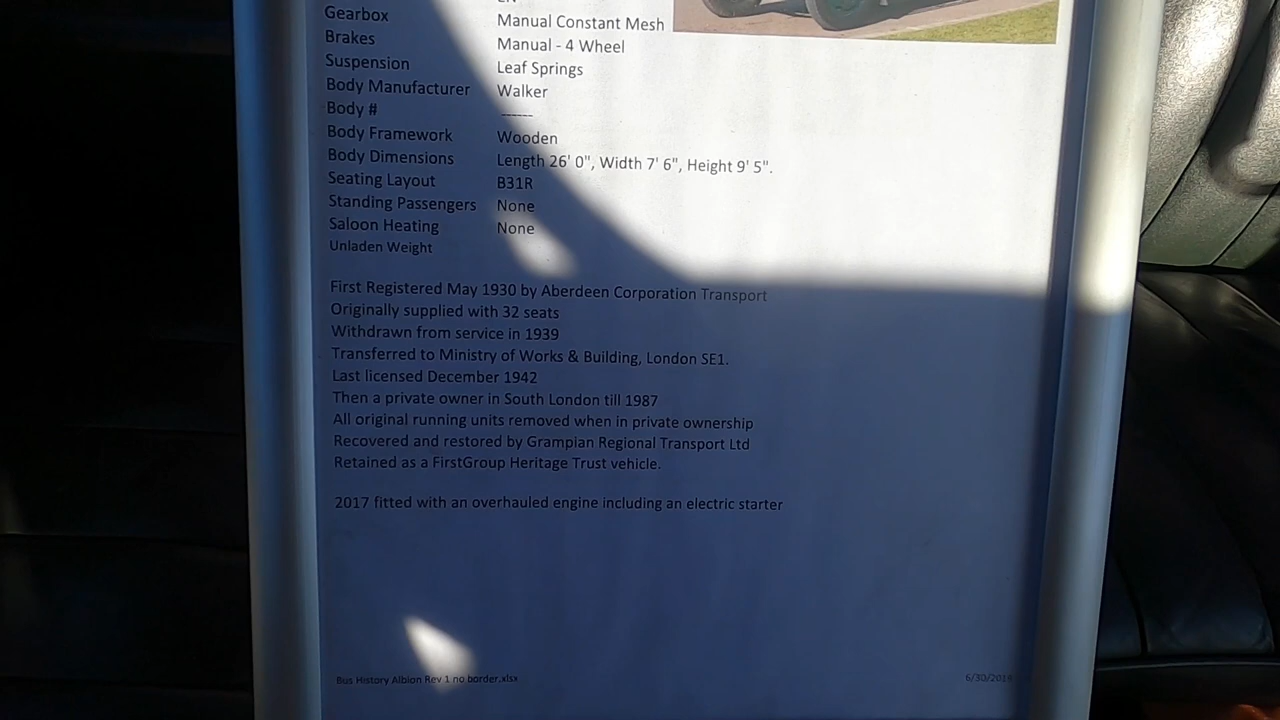 Gearbox Manual Constant Mesh
Brakes Manual - 4 Wheel
Suspension Leaf Springs
Body Manufacturer Walker
Body # ------
Body Framework Wooden
Body Dimensions Length 26' 0", Width 7' 6", Height 9' 5".
Seating Layout B31R
Standing Passengers None
Saloon Heating None
Unladen Weight
First Registered May 1930 by Aberdeen Corporation Transport
Originally supplied with 32 seats
Withdrawn from service in 1939
Transferred to Ministry of Works & Building, London SE1.
Last licensed December 1942
Then a private owner in South London till 1987
All original running units removed when in private ownership
Recovered and restored by Grampian Regional Transport Ltd
Retained as a FirstGroup Heritage Trust vehicle.
2017 fitted with an overhauled engine including an electric starter
Bus History Albion Rev 1 no border.xlsx